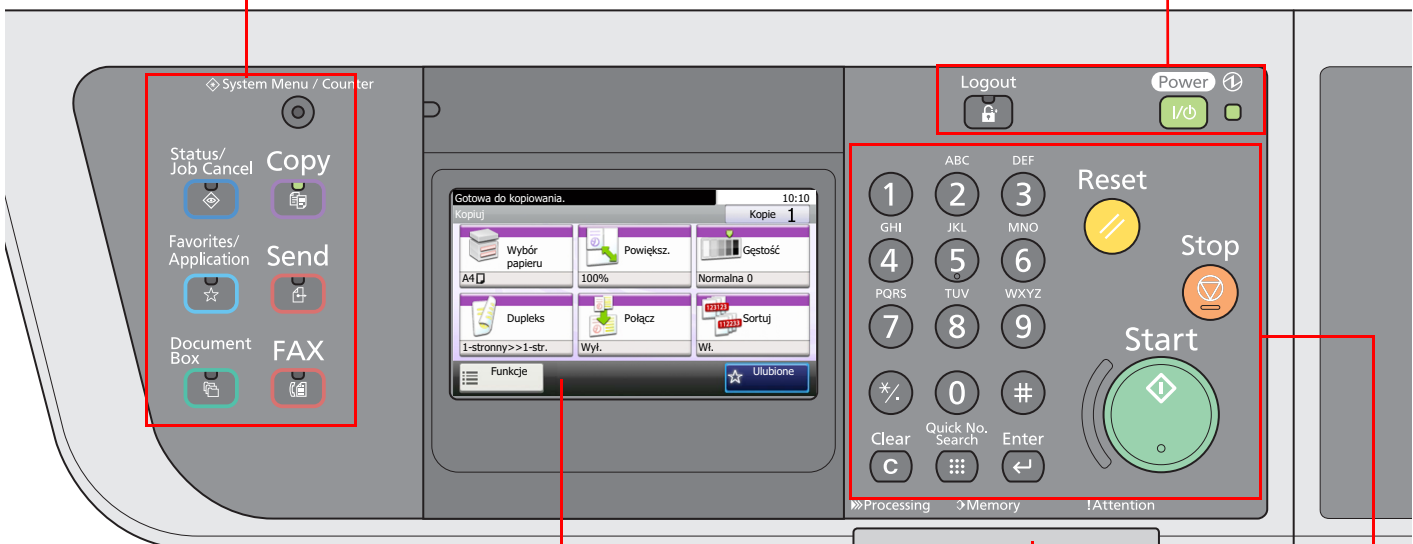 System Menu / Counter
Status/
Job Cancel
Copy
Favorites/
Application
Send
Document
Box
FAX
Gotowa do kopiowania.
10:10
Kopiuj
Kopie 1
Wybór
papieru
A4
Powiększ.
100%
Gęstość
Normalna 0
Dupleks
1-stronny>>1-str.
Połącz
Wył.
123123
112233
Sortuj
Wł.
Funkcje
Ulubione
Logout
Power
I/
ABC DEF
1 2 3
GHI JKL MNO
4 5 6
PQRS TUV WXYZ
7 8 9
*/. 0 #
Clear
Quick No.
Search
Enter
C
Reset
Stop
Start
Processing
Memory
!Attention